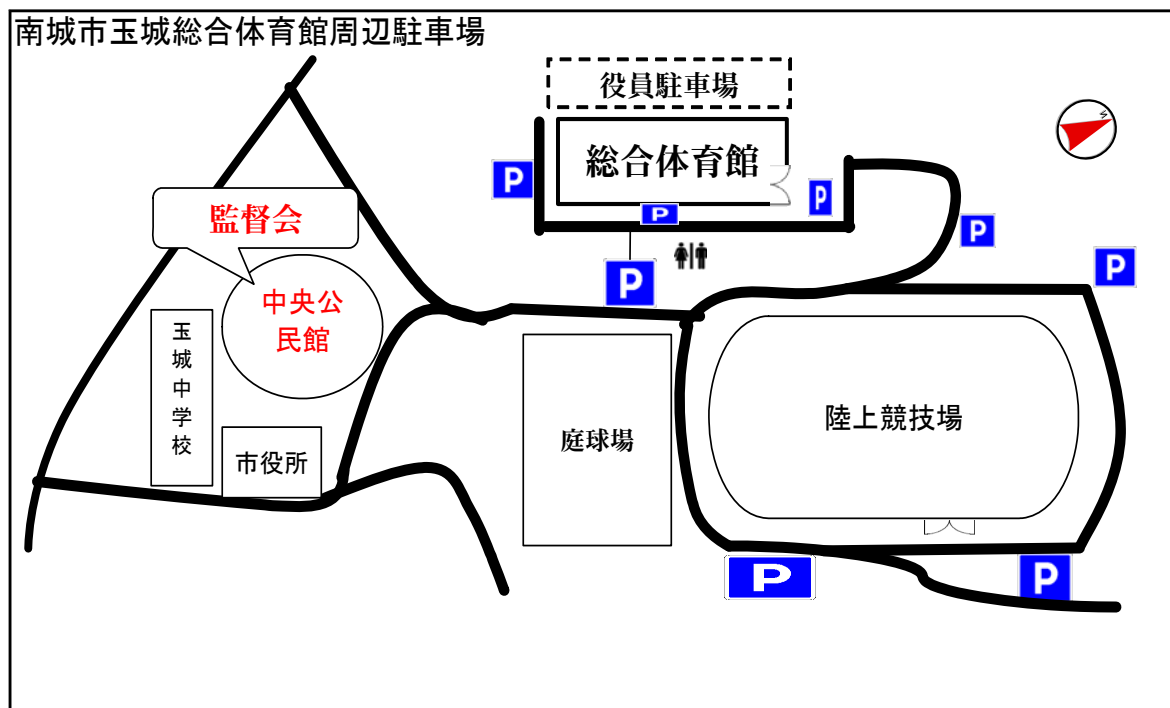 南城市玉城総合体育館周辺駐車場
役員駐車場
総合体育館
P
P
P
P
P
P
監督会
中央公
民館
玉城中学校
市役所
庭球場
陸上競技場
P
P